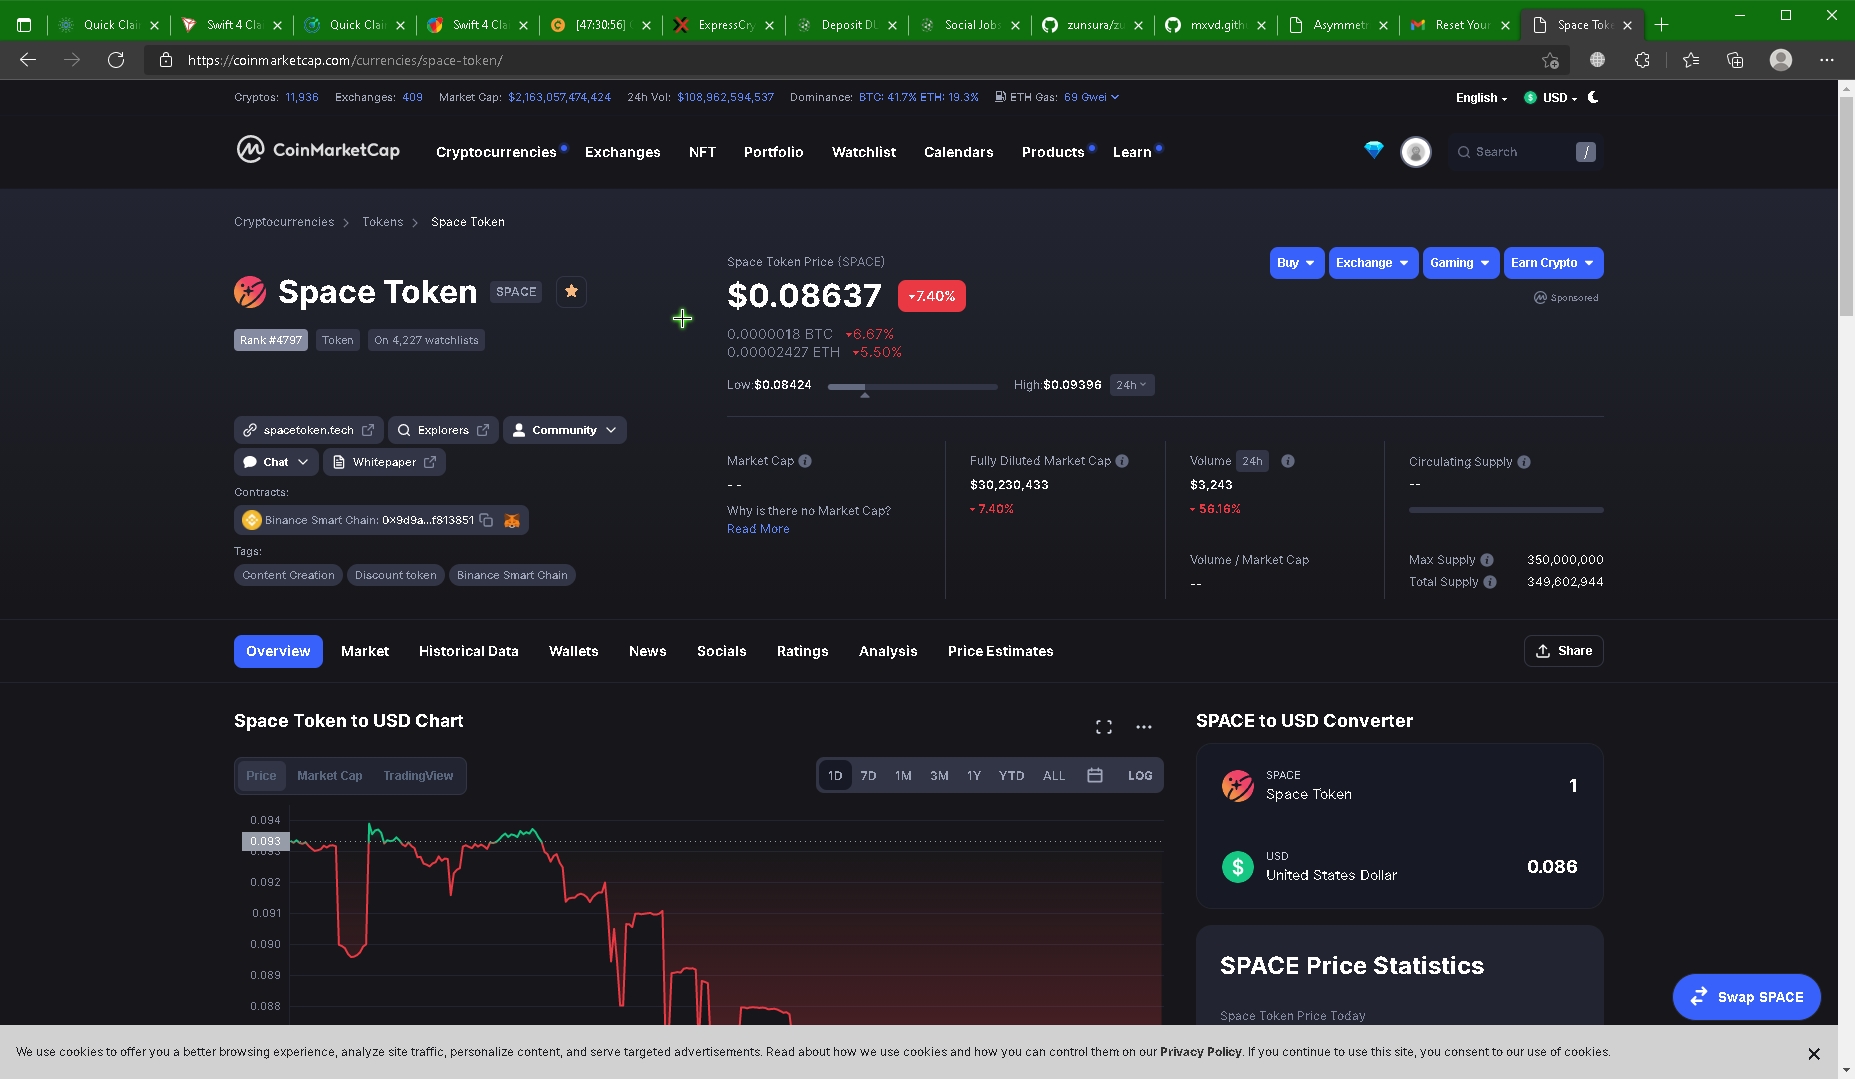 Quick Clai
Swift 4 Cla
Quick Clai
Swift 4 Cla
[47:30:56]
ExpressCry
Deposit DU
Social Jobs
zunsura/zu
mxvd.gith
Asymmetr
Reset Your
Space Toke
https://coinmarketcap.com/currencies/space-token/
Cryptos: 11,936 Exchanges: 409 Market Cap: $2,163,057,474,424 24h Vol: $108,962,594,537 Dominance: BTC: 41.7% ETH: 19.3% ETH Gas: 69 Gwei
English USD
CoinMarketCap
Cryptocurrencies Exchanges NFT Portfolio Watchlist Calendars Products Learn
Search /
Cryptocurrencies > Tokens > Space Token
Space Token SPACE
Rank #4797 Token On 4,227 watchlists
Space Token Price (SPACE)
$0.08637 7.40%
0.0000018 BTC 6.67%
0.00002427 ETH 5.50%
Low:$0.08424 High:$0.09396 24h
Buy Exchange Gaming Earn Crypto
Sponsored
spacetoken.tech Explorers Community
Chat Whitepaper
Contracts:
Binance Smart Chain: 0x9d9a...f813851
Tags:
Content Creation Discount token Binance Smart Chain
Market Cap
- -
Why is there no Market Cap?
Read More
Fully Diluted Market Cap
$30,230,433
7.40%
Volume 24h
$3,243
56.16%
Volume / Market Cap
--
Circulating Supply
--
Max Supply 350,000,000
Total Supply 349,602,944
Overview Market Historical Data Wallets News Socials Ratings Analysis Price Estimates
Share
Space Token to USD Chart
Price Market Cap TradingView
1D 7D 1M 3M 1Y YTD ALL LOG
0.094
0.093
0.093
0.092
0.091
0.090
0.089
0.088
SPACE to USD Converter
SPACE
Space Token
1
USD
United States Dollar
0.086
$
SPACE Price Statistics
Space Token Price Today
Swap SPACE
We use cookies to offer you a better browsing experience, analyze site traffic, personalize content, and serve targeted advertisements. Read about how we use cookies and how you can control them on our Privacy Policy. If you continue to use this site, you consent to our use of cookies.